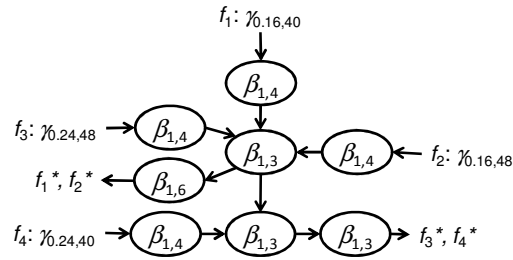 f₁: γ₀.₁₆,₄₀
β₁,₄
f₃: γ₀.₂₄,₄₈
β₁,₄
β₁,₃
β₁,₄
f₂: γ₀.₁₆,₄₈
f₁*, f₂*
β₁,₆
f₄: γ₀.₂₄,₄₀
β₁,₄
β₁,₃
β₁,₃
f₃*, f₄*